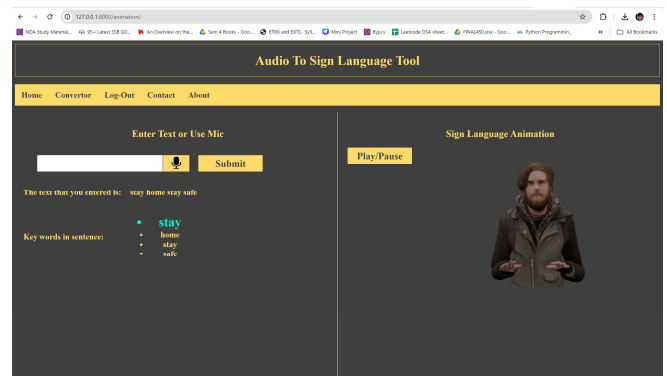 127.0.0.1:8000/animation/
NDA Study Material... 95+ Latest SSB GD... An Overview on the... Sem 4 Books - Goo... ETRX and EXTC- Syll... Mini Project Byju's Leetcode DSA sheet... FINAL450.xlsx - Goo... Python Programmin... » All Bookmarks
Audio To Sign Language Tool
Home Convertor Log-Out Contact About
Enter Text or Use Mic
Submit
The text that you entered is: stay home stay safe
Key words in sentence:
• stay
• home
• stay
• safe
Sign Language Animation
Play/Pause